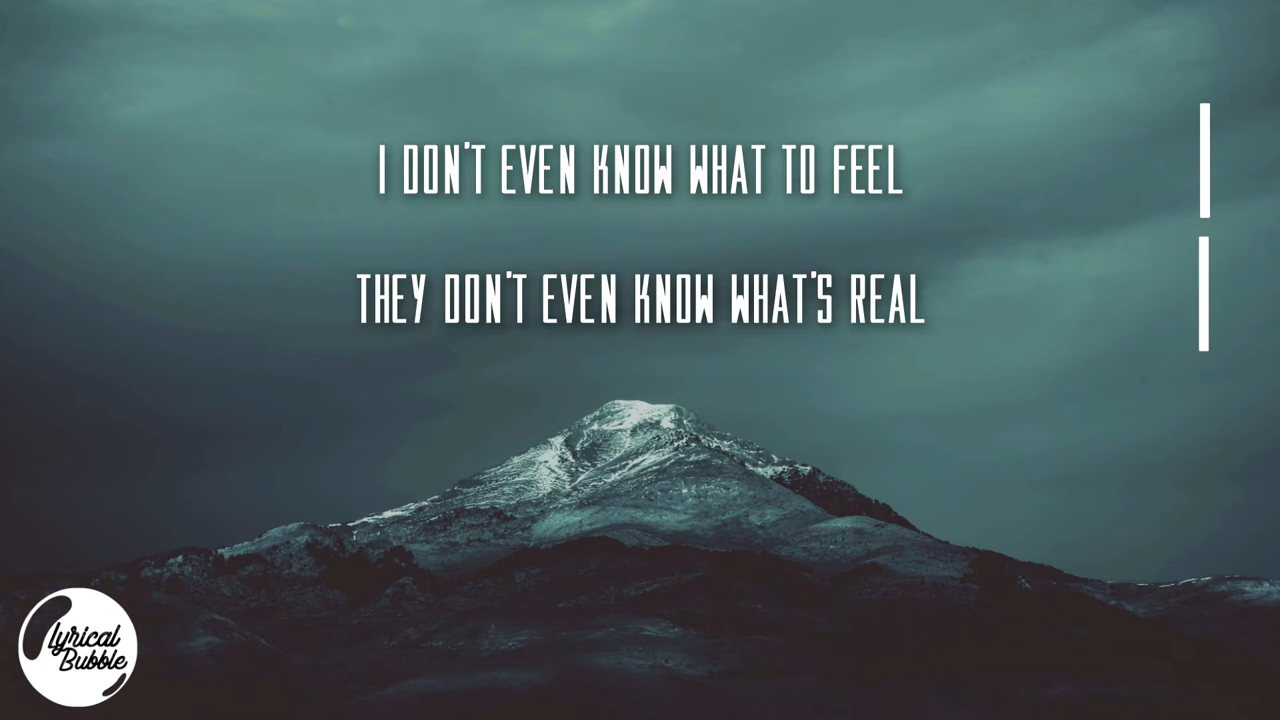 I DON'T EVEN KNOW WHAT TO FEEL
THEY DON'T EVEN KNOW WHAT'S REAL
Lyrical
Bubble